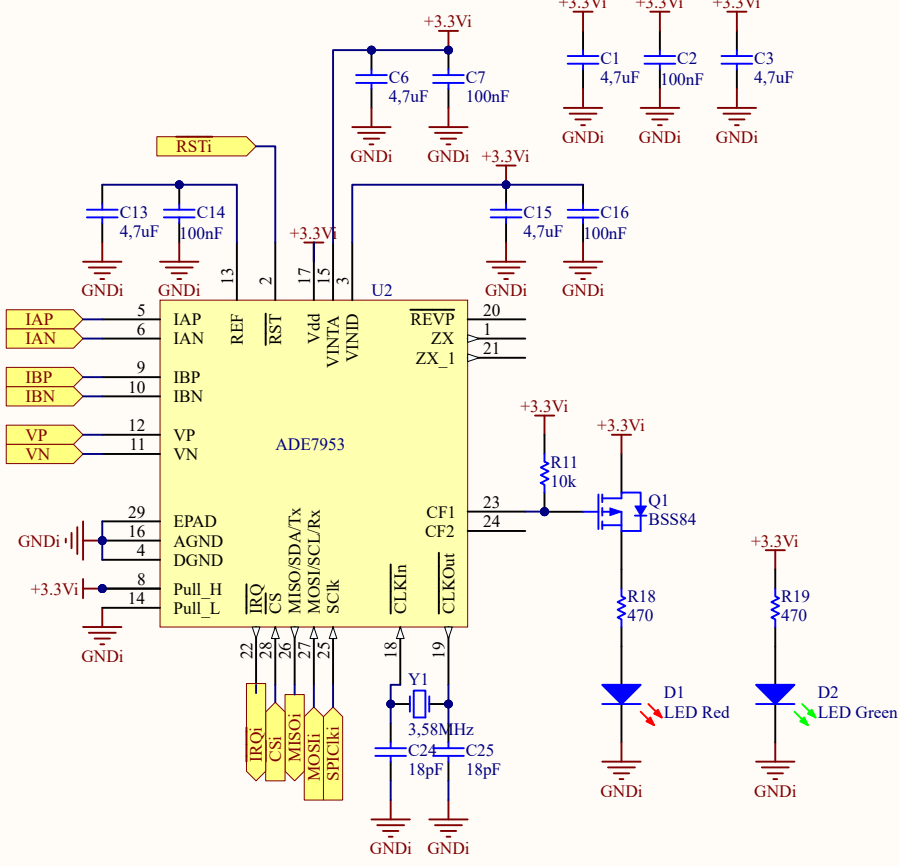 +3.3Vi
+3.3Vi
+3.3Vi
+3.3Vi
C6
4,7uF
C7
100nF
C1
4,7uF
C2
100nF
C3
4,7uF
GNDi
GNDi
GNDi
GNDi
GNDi
RSTi
+3.3Vi
C13
4,7uF
C14
100nF
+3.3Vi
C15
4,7uF
C16
100nF
GNDi
GNDi
GNDi
GNDi
13
2
17
15
3
U2
IAP
5
IAP
IAN
6
IAN
IBP
9
IBP
IBN
10
IBN
VP
12
VP
VN
11
VN
REF
RST
Vdd
VINTA
VINID
REVP
20
ZX
1
ZX_1
21
ADE7953
+3.3Vi
+3.3Vi
R11
10k
CF1
23
CF2
24
Q1
BSS84
29
EPAD
GNDi
16
AGND
4
DGND
+3.3Vi
8
Pull_H
14
Pull_L
GNDi
IRQ
CS
MISO/SDA/Tx
MOSI/SCL/Rx
SClk
CLKIn
CLKOut
22
28
26
27
25
18
19
IRQi
CSi
MISOi
MOSIi
SPIClki
Y1
3,58MHz
C24
18pF
C25
18pF
GNDi
GNDi
R18
470
D1
LED Red
GNDi
+3.3Vi
R19
470
D2
LED Green
GNDi